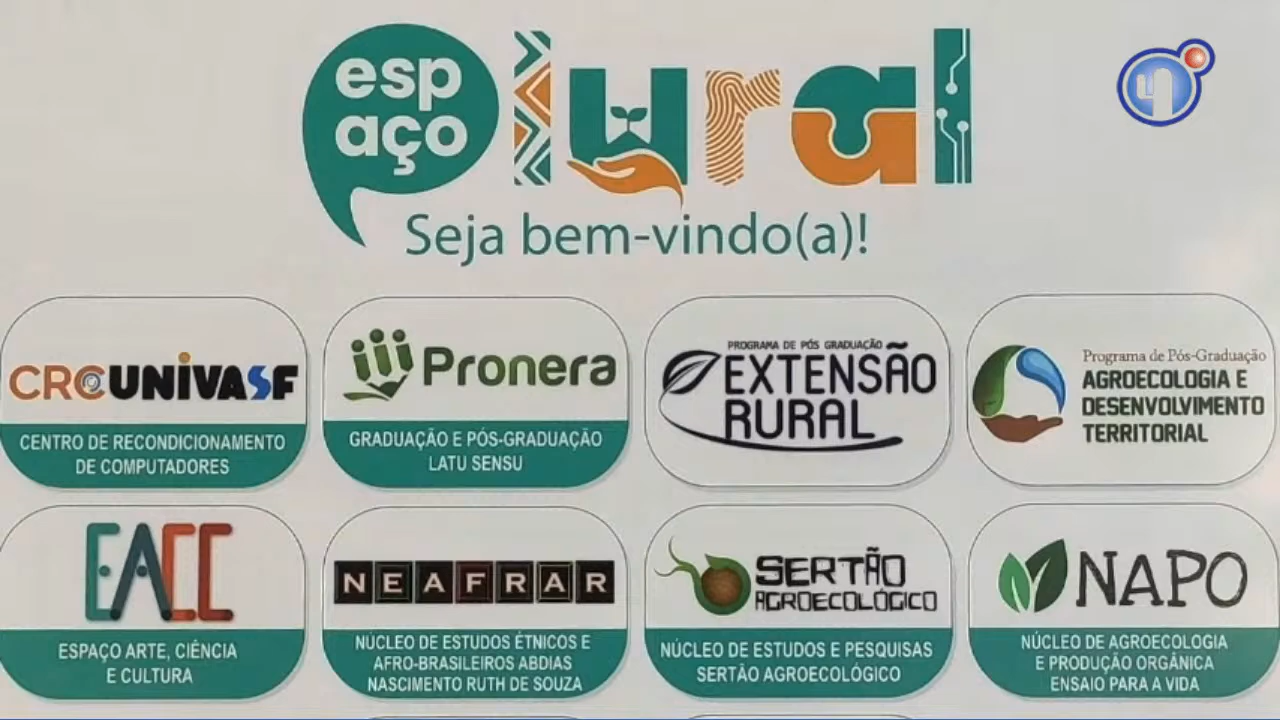 espaço plural
Seja bem-vindo(a)!
CRC UNIVASF
CENTRO DE RECONDICIONAMENTO
DE COMPUTADORES
Pronera
GRADUAÇÃO E PÓS-GRADUAÇÃO
LATU SENSU
PROGRAMA DE PÓS GRADUAÇÃO
EXTENSÃO
RURAL
Programa de Pós-Graduação
AGROECOLOGIA E
DESENVOLVIMENTO
TERRITORIAL
EACC
ESPAÇO ARTE, CIÊNCIA
E CULTURA
NEAFRAR
NÚCLEO DE ESTUDOS ÉTNICOS E
AFRO-BRASILEIROS ABDIAS
NASCIMENTO RUTH DE SOUZA
SERTÃO
AGROECOLÓGICO
NÚCLEO DE ESTUDOS E PESQUISAS
SERTÃO AGROECOLÓGICO
NAPO
NÚCLEO DE AGROECOLOGIA
E PRODUÇÃO ORGÂNICA
ENSAIO PARA A VIDA